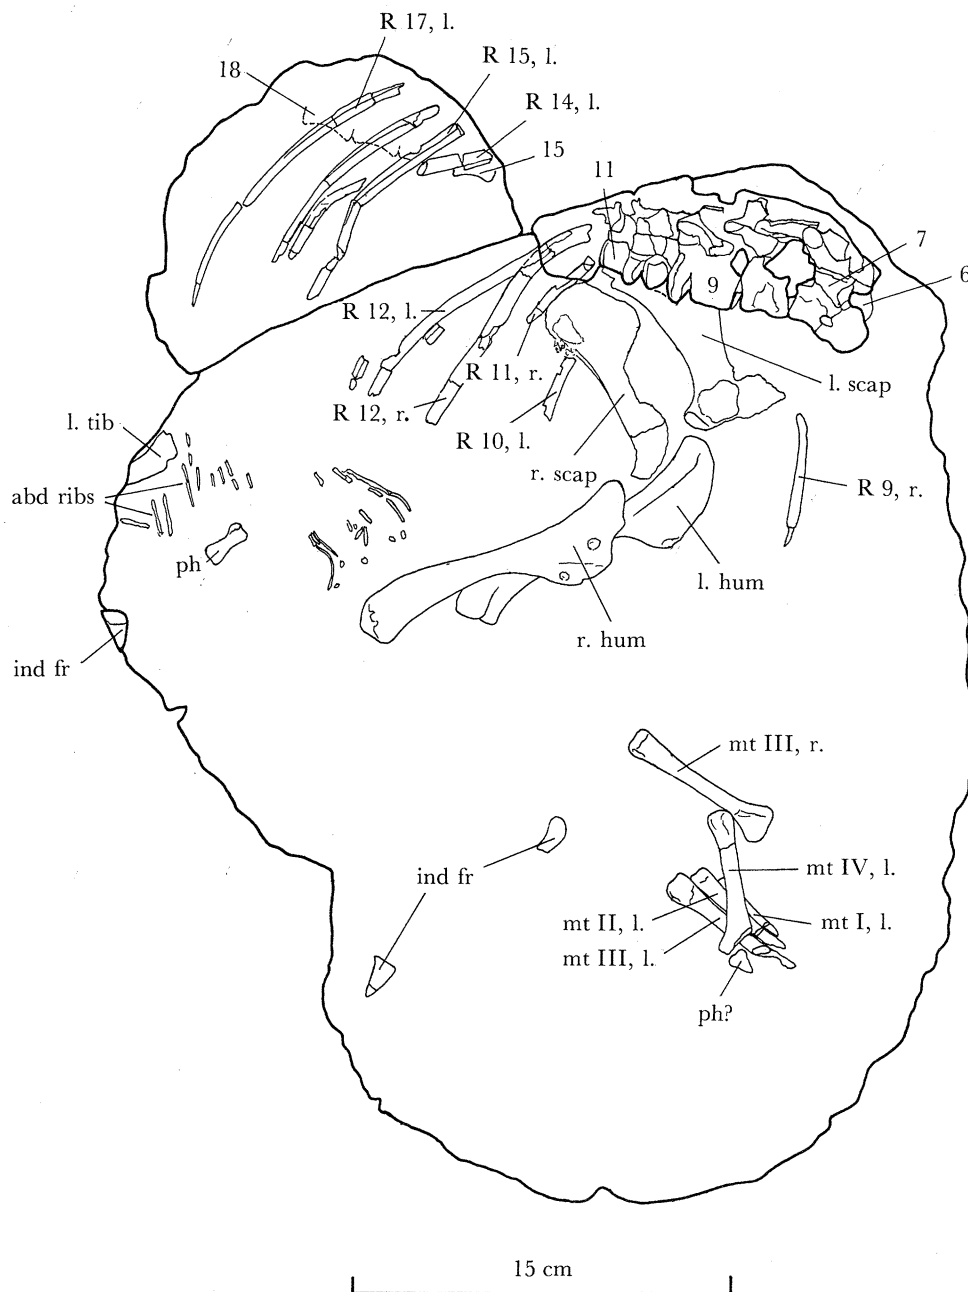 R 17, l.
R 15, l.
18
R 14, l.
15
11
7
6
9
R 12, l.
R 11, r.
l. scap
R 12, r.
l. tib
R 10, l.
r. scap
abd ribs
R 9, r.
ph
l. hum
r. hum
ind fr
mt III, r.
mt IV, l.
ind fr
mt II, l.
mt I, l.
mt III, l.
ph?
15 cm